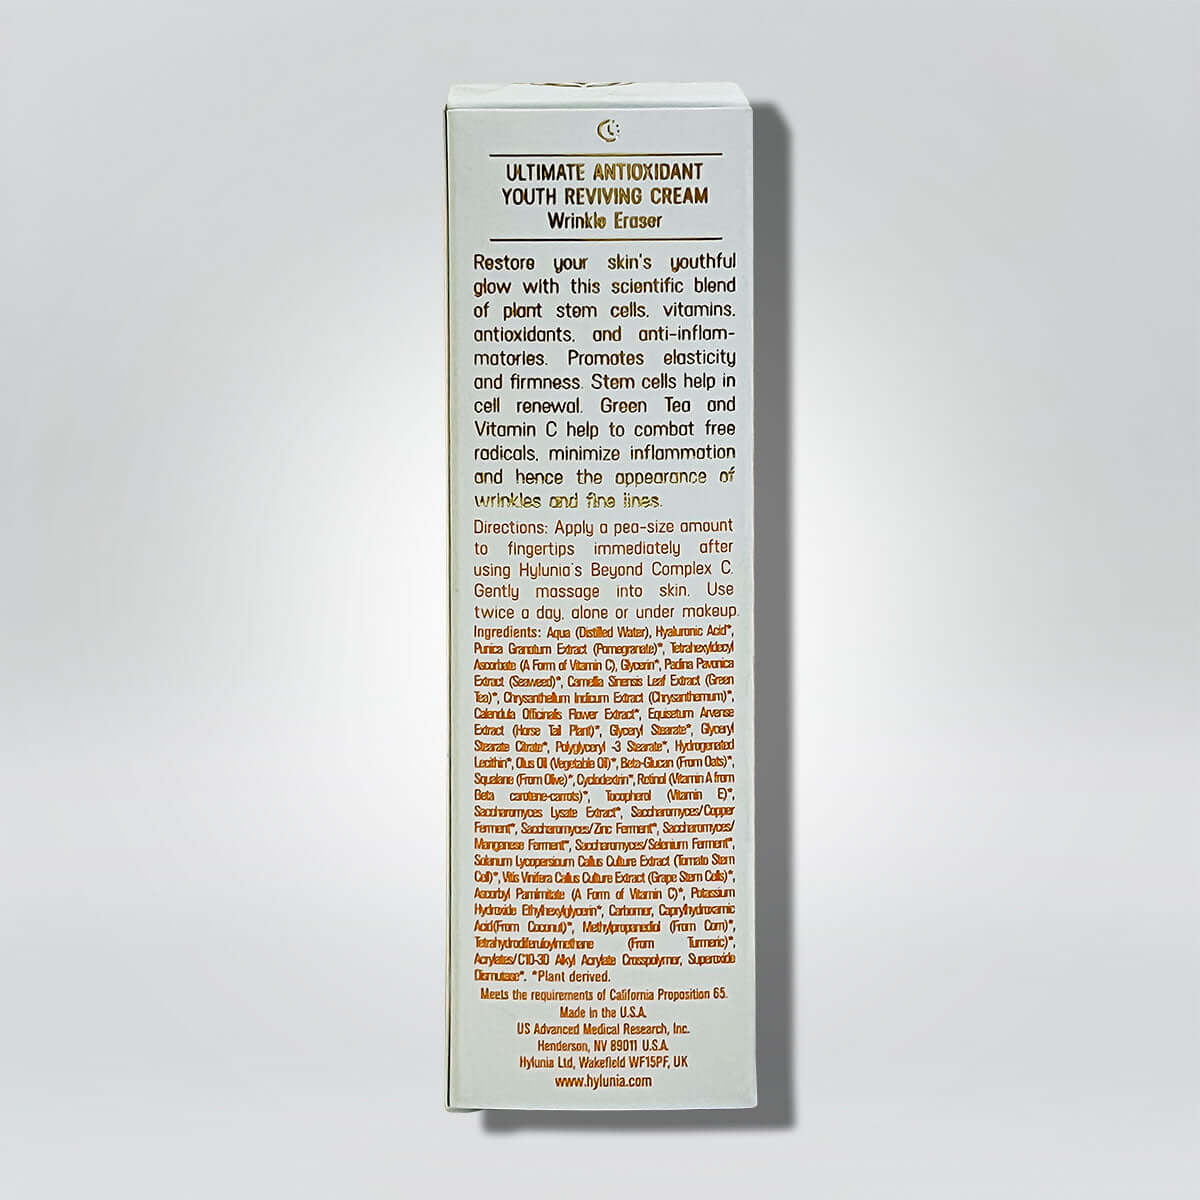 ULTIMATE ANTIOXIDANT
YOUTH REVIVING CREAM
Wrinkle Eraser
Restore your skin's youthful
glow with this scientific blend
of plant stem cells, vitamins,
antioxidants, and anti-inflam-
matories. Promotes elasticity
and firmness. Stem cells help in
cell renewal. Green Tea and
Vitamin C help to combat free
radicals, minimize inflammation
and hence the appearance of
wrinkles and fine lines.
Directions: Apply a pea-size amount
to fingertips immediately after
using Hylunia's Beyond Complex C.
Gently massage into skin. Use
twice a day, alone or under makeup.
Ingredients: Aqua (Distilled Water), Hyaluronic Acid*,
Punica Granatum Extract (Pomegranate)*, Tetrahexyldecyl
Ascorbate (A Form of Vitamin C), Glycerin*, Padina Pavonica
Extract (Seaweed)*, Camellia Sinensis Leaf Extract (Green
Tea)*, Chrysanthellum Indicum Extract (Chrysanthemum)*,
Calendula Officinalis Flower Extract*, Equisetum Arvense
Extract (Horse Tail Plant)*, Glyceryl Stearate*, Glyceryl
Stearate Citrate*, Polyglyceryl -3 Stearate*, Hydrogenated
Lecithin*, Olus Oil (Vegetable Oil)*, Beta-Glucan (From Oats)*,
Squalane (From Olive)*, Cyclodextrin*, Retinol (Vitamin A from
Beta carotene-carrots)*, Tocopherol (Vitamin E)*,
Saccharomyces Lysate Extract*, Saccharomyces/Copper
Ferment*, Saccharomyces/Zinc Ferment*, Saccharomyces/
Manganese Ferment*, Saccharomyces/Selenium Ferment*,
Solanum Lycopersicum Callus Culture Extract (Tomato Stem
Cell)*, Vitis Vinifera Callus Culture Extract (Grape Stem Cells)*,
Ascorbyl Pamimitate (A Form of Vitamin C)*, Potassium
Hydroxide Ethylhexylglycerin*, Carbomer, Caprylhydroxamic
Acid(From Coconut)*, Methylpropanediol (From Corn)*,
Tetrahydrodiferuloylmethane (From Turmeric)*,
Acrylates/C10-30 Alkyl Acrylate Crosspolymer, Superoxide
Dismutase*. *Plant derived.
Meets the requirements of California Proposition 65.
Made in the U.S.A.
US Advanced Medical Research, Inc.
Henderson, NV 89011 U.S.A.
Hylunia Ltd, Wakefield WF15PF, UK
www.hylunia.com